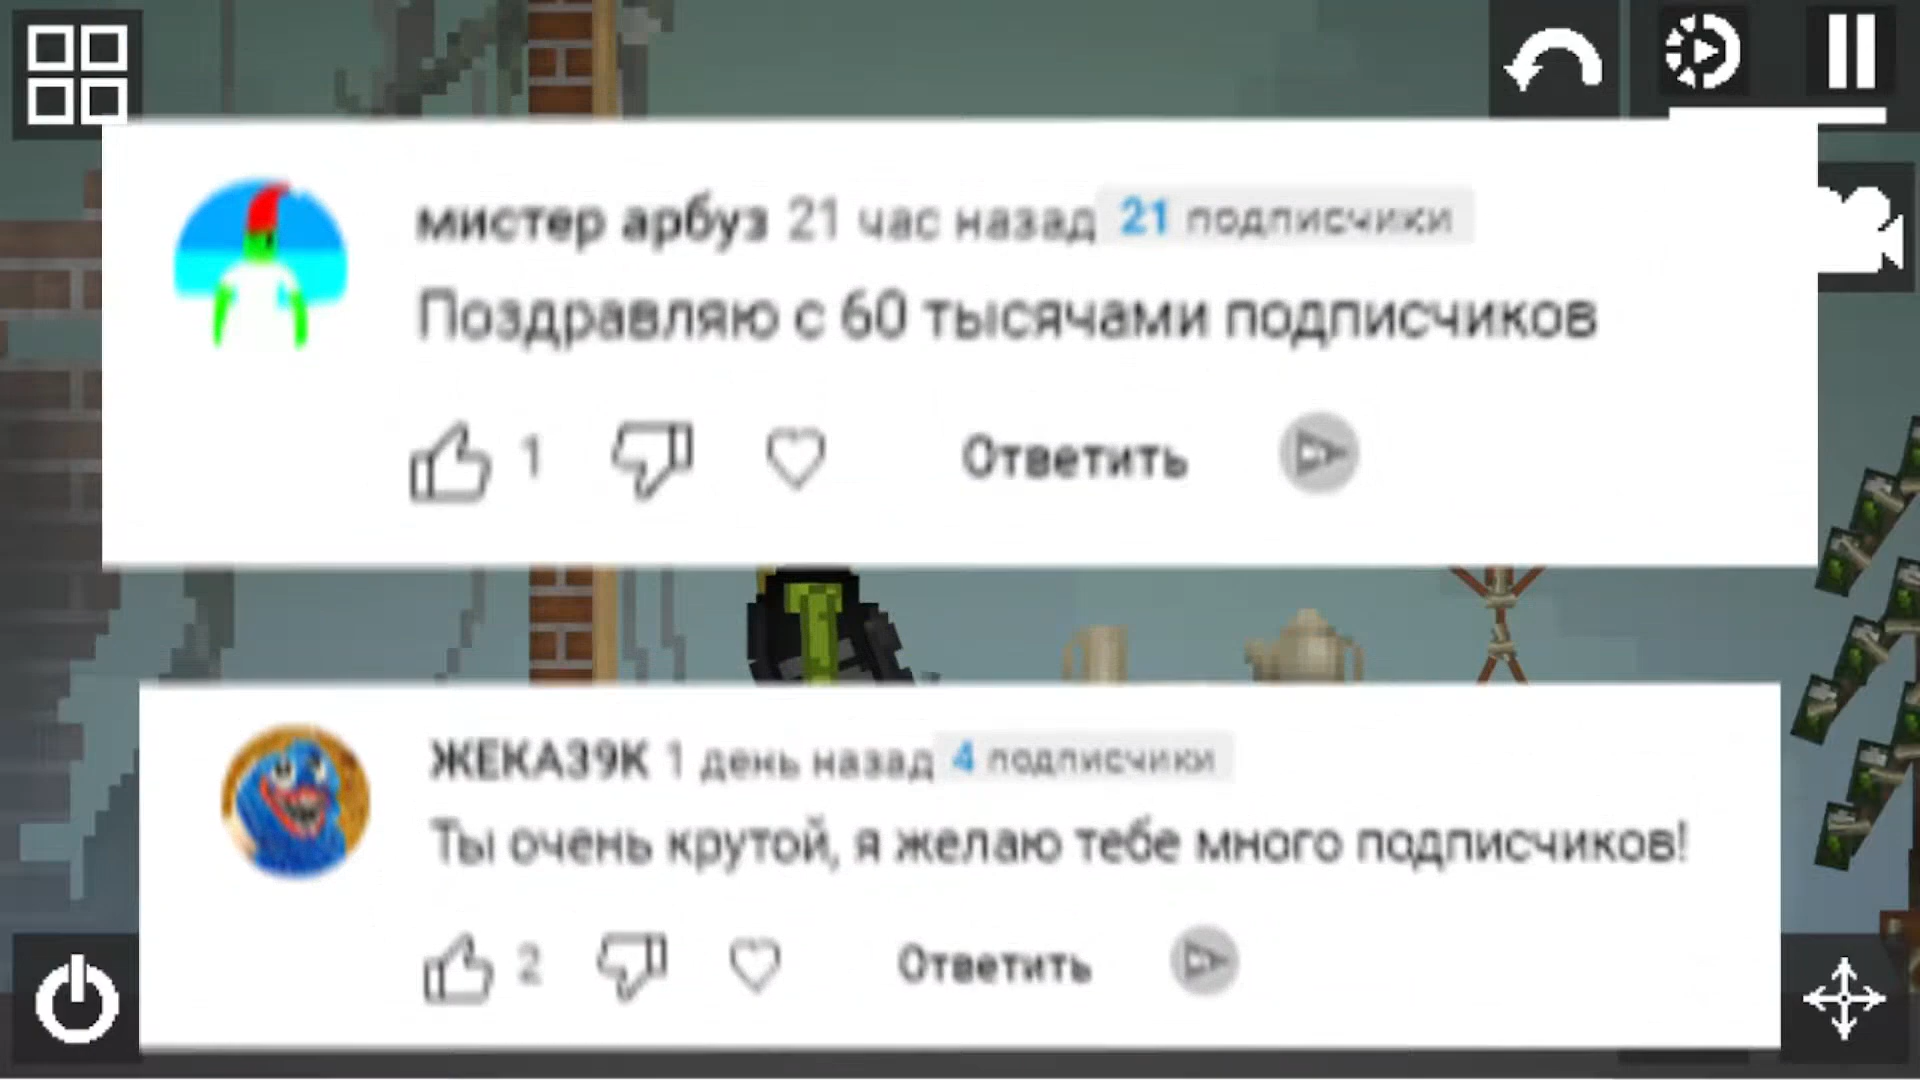 мистер арбуз 21 час назад 21 подписчики
Поздравляю с 60 тысячами подписчиков
1 Ответить
ЖЕКА39К 1 день назад 4 подписчики
Ты очень крутой, я желаю тебе много подписчиков!
2 Ответить